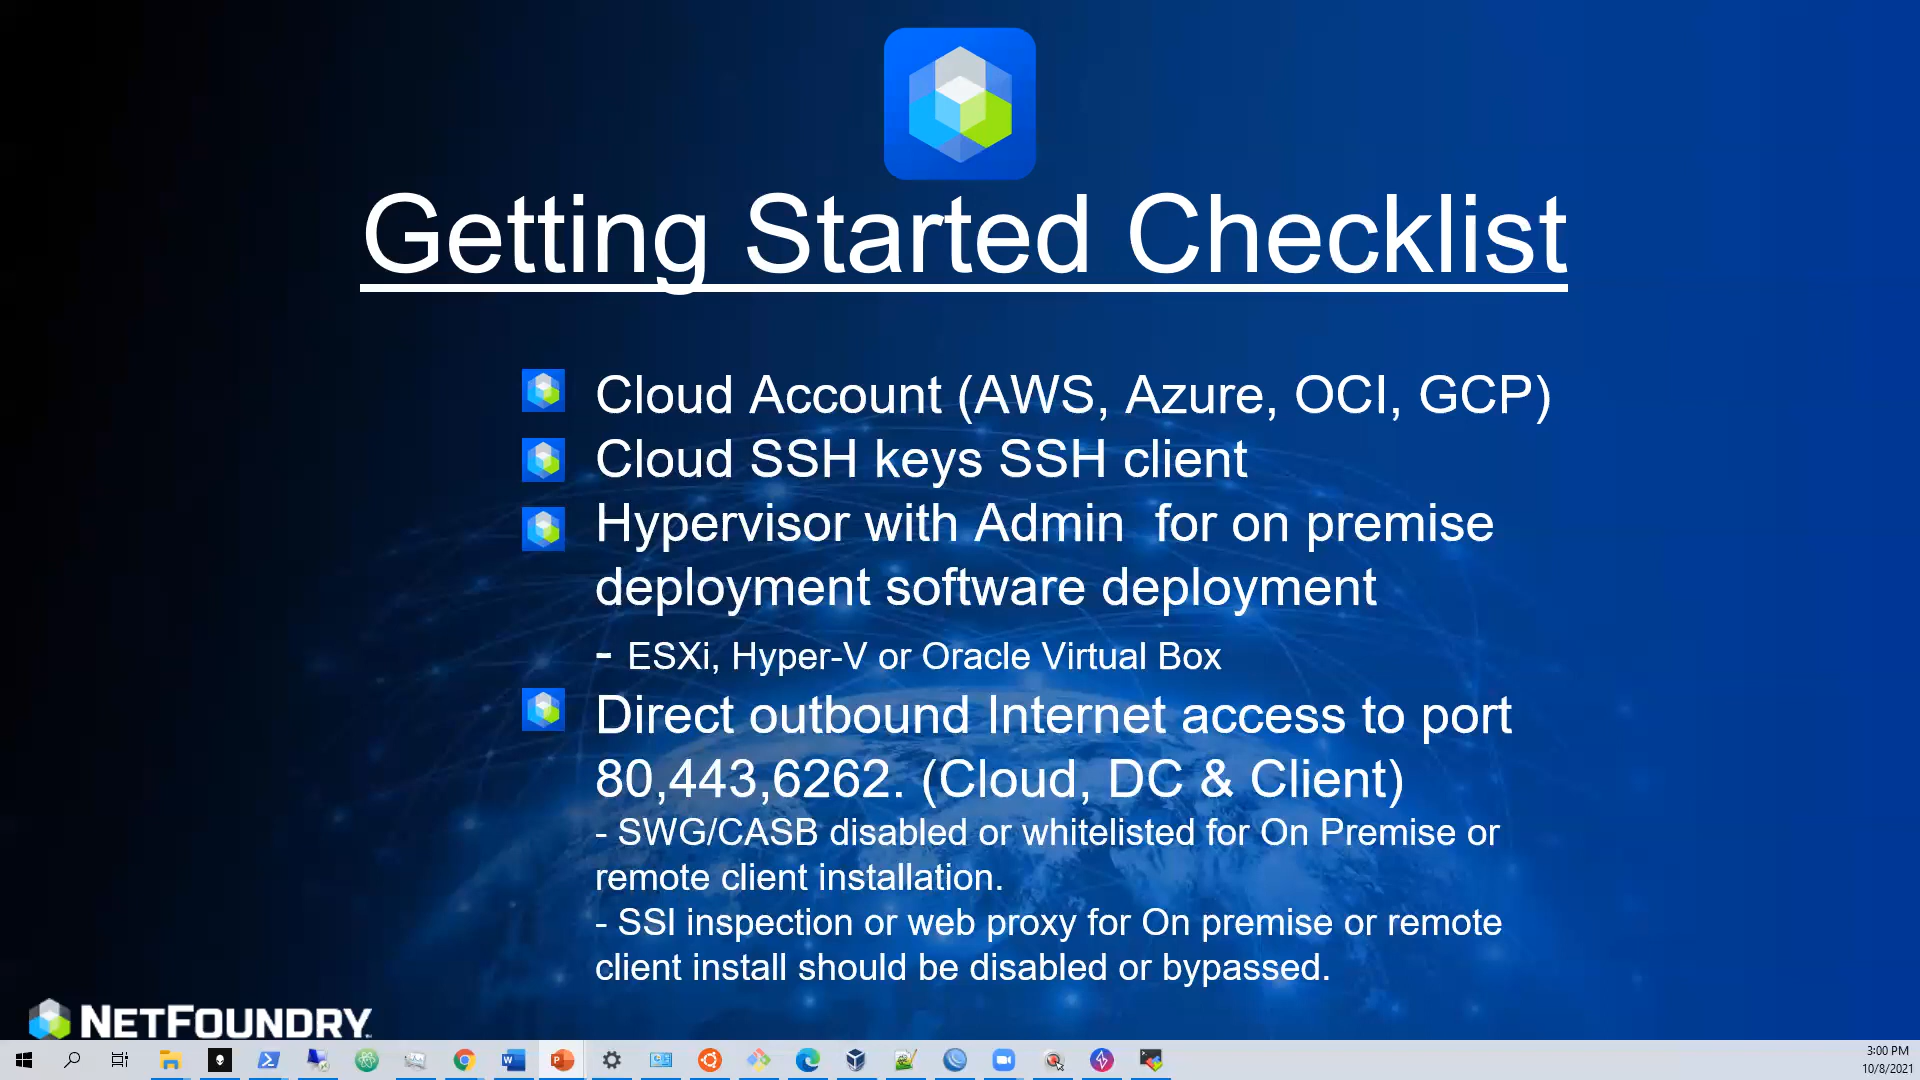 Getting Started Checklist
Cloud Account (AWS, Azure, OCI, GCP)
Cloud SSH keys SSH client
Hypervisor with Admin  for on premise
deployment software deployment
- ESXi, Hyper-V or Oracle Virtual Box
Direct outbound Internet access to port
80,443,6262. (Cloud, DC & Client)
- SWG/CASB disabled or whitelisted for On Premise or
remote client installation.
- SSl inspection or web proxy for On premise or remote
client install should be disabled or bypassed.
NETFOUNDRY
3:00 PM
10/8/2021